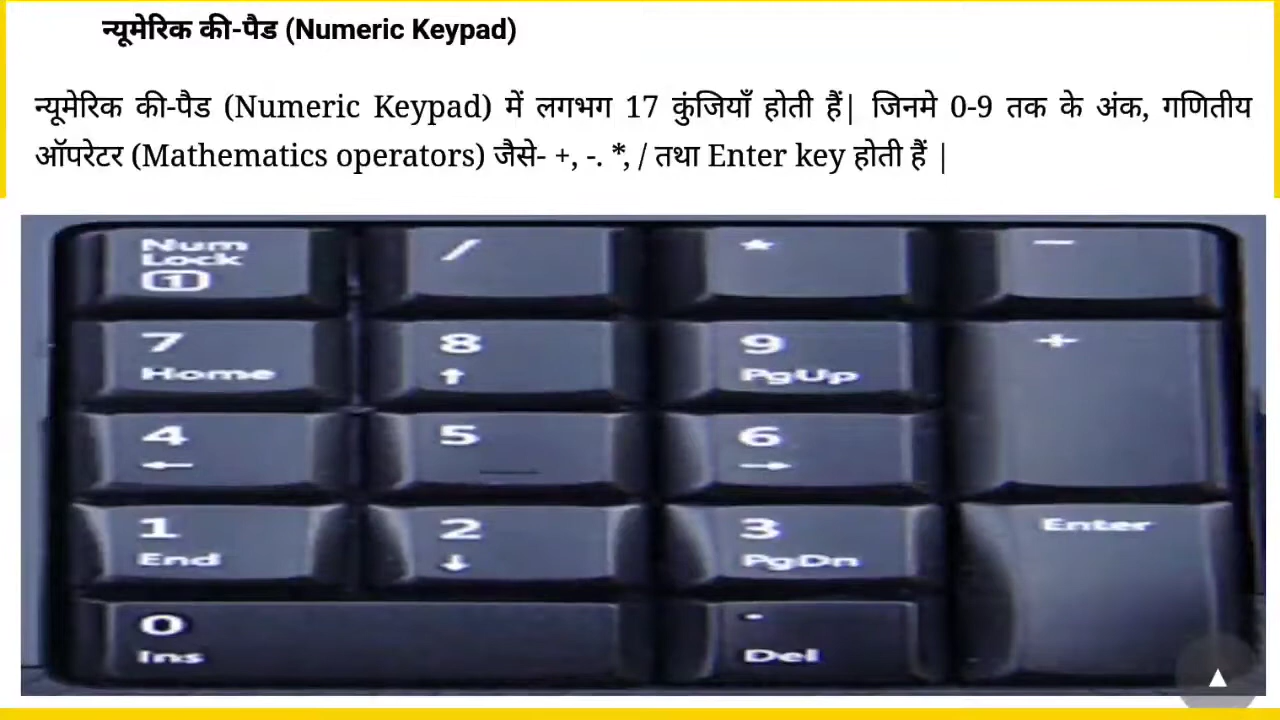 न्यूमेरिक की-पैड (Numeric Keypad)
न्यूमेरिक की-पैड (Numeric Keypad) में लगभग 17 कुंजियाँ होती हैं| जिनमे 0-9 तक के अंक, गणितीय
ऑपरेटर (Mathematics operators) जैसे- +, -. *, / तथा Enter key होती हैं |
Num / * −
Lock
1
7 8 9 +
Home ↑ PgUp
4 5 6
← →
1 2 3 Enter
End ↓ PgDn
0 .
Ins Del